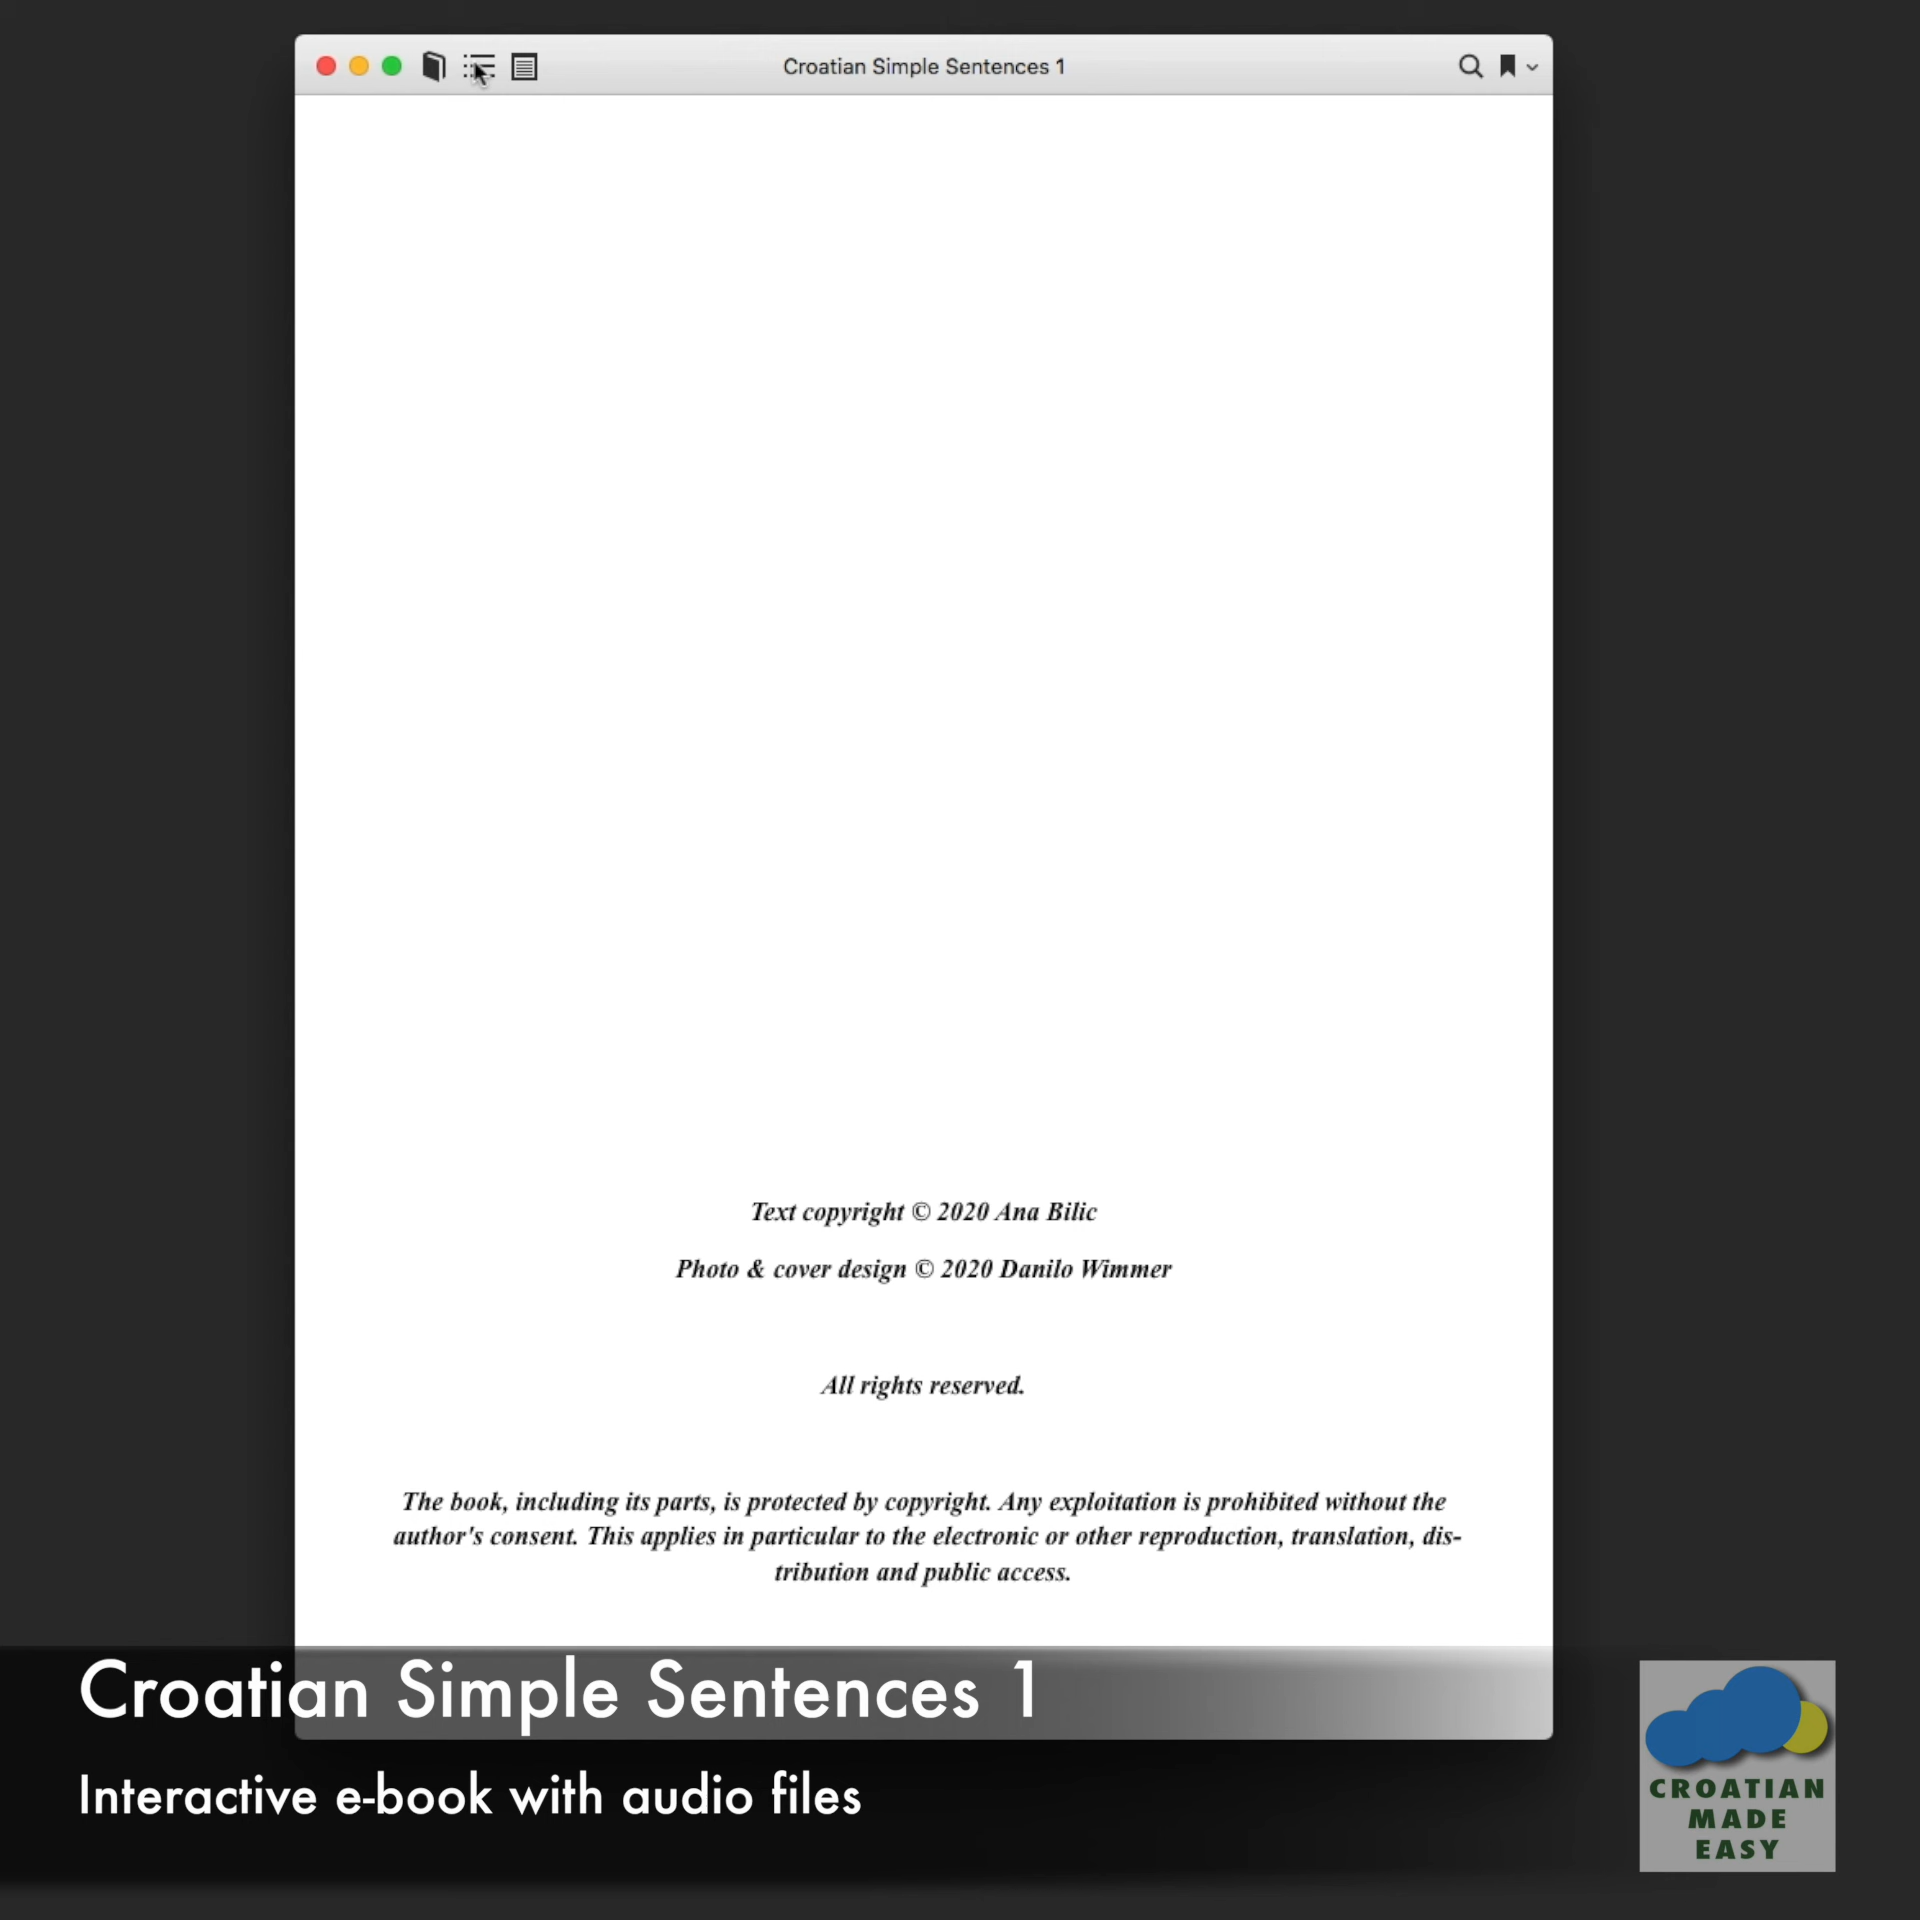 Croatian Simple Sentences 1
Text copyright © 2020 Ana Bilic
Photo & cover design © 2020 Danilo Wimmer
All rights reserved.
The book, including its parts, is protected by copyright. Any exploitation is prohibited without the
author's consent. This applies in particular to the electronic or other reproduction, translation, dis-
tribution and public access.
Croatian Simple Sentences 1
Interactive e-book with audio files
CROATIAN
MADE
EASY